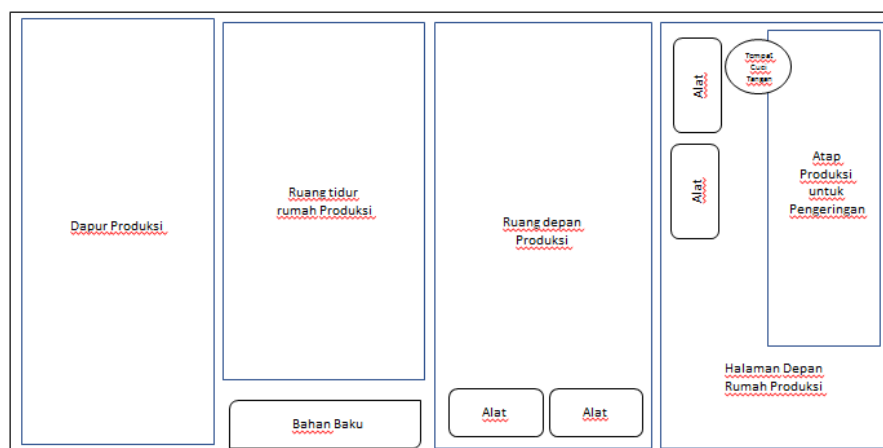 Dapur Produksi
Ruang tidur
rumah Produksi
Bahan Baku
Ruang depan
Produksi
Alat
Alat
Alat
Alat
Tempat
Cuci
Tangan
Atap
Produksi
untuk
Pengeringan
Halaman Depan
Rumah Produksi